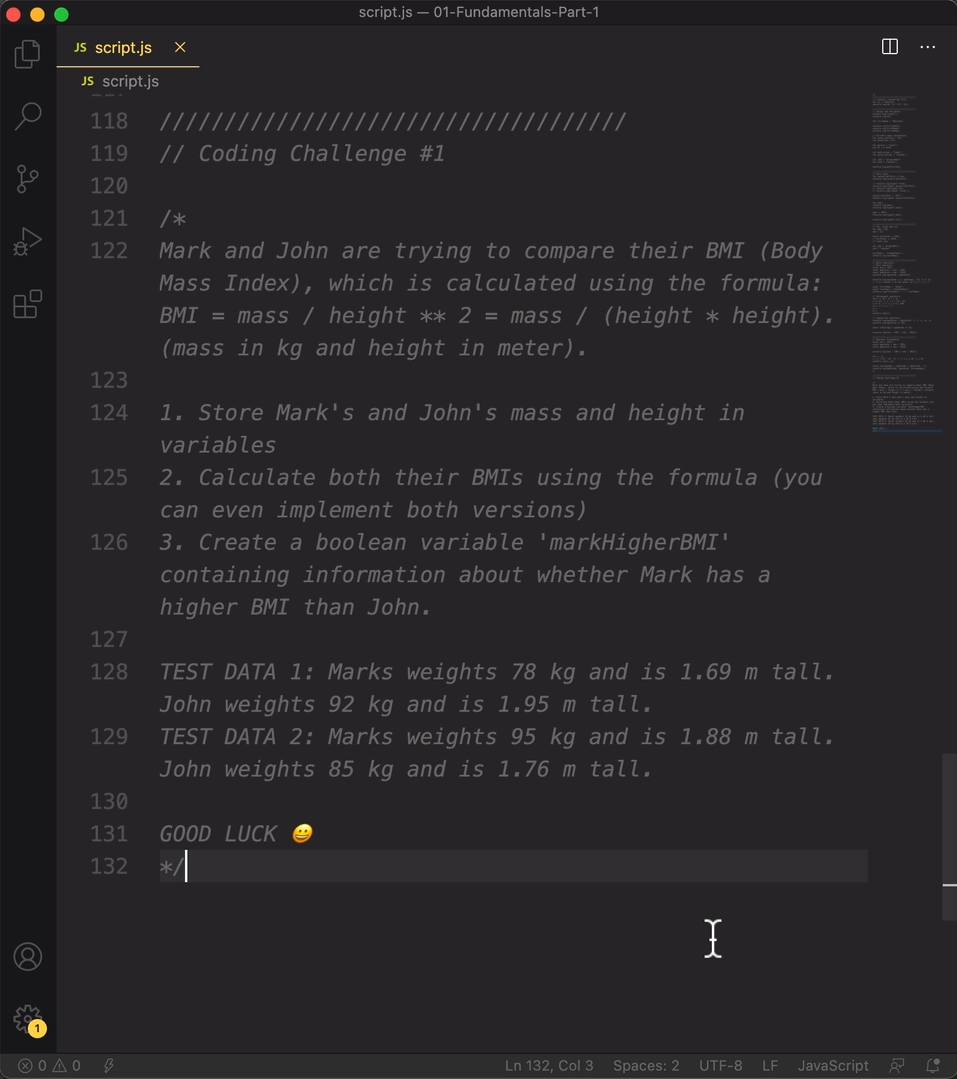 script.js — 01-Fundamentals-Part-1
JS script.js
JS script.js
118 ////////////////////////////////////
119 // Coding Challenge #1
120
121 /*
122 Mark and John are trying to compare their BMI (Body
Mass Index), which is calculated using the formula:
BMI = mass / height ** 2 = mass / (height * height).
(mass in kg and height in meter).
123
124 1. Store Mark's and John's mass and height in
variables
125 2. Calculate both their BMIs using the formula (you
can even implement both versions)
126 3. Create a boolean variable 'markHigherBMI'
containing information about whether Mark has a
higher BMI than John.
127
128 TEST DATA 1: Marks weights 78 kg and is 1.69 m tall.
John weights 92 kg and is 1.95 m tall.
129 TEST DATA 2: Marks weights 95 kg and is 1.88 m tall.
John weights 85 kg and is 1.76 m tall.
130
131 GOOD LUCK 😀
132 */
1
0 0 Ln 132, Col 3 Spaces: 2 UTF-8 LF JavaScript